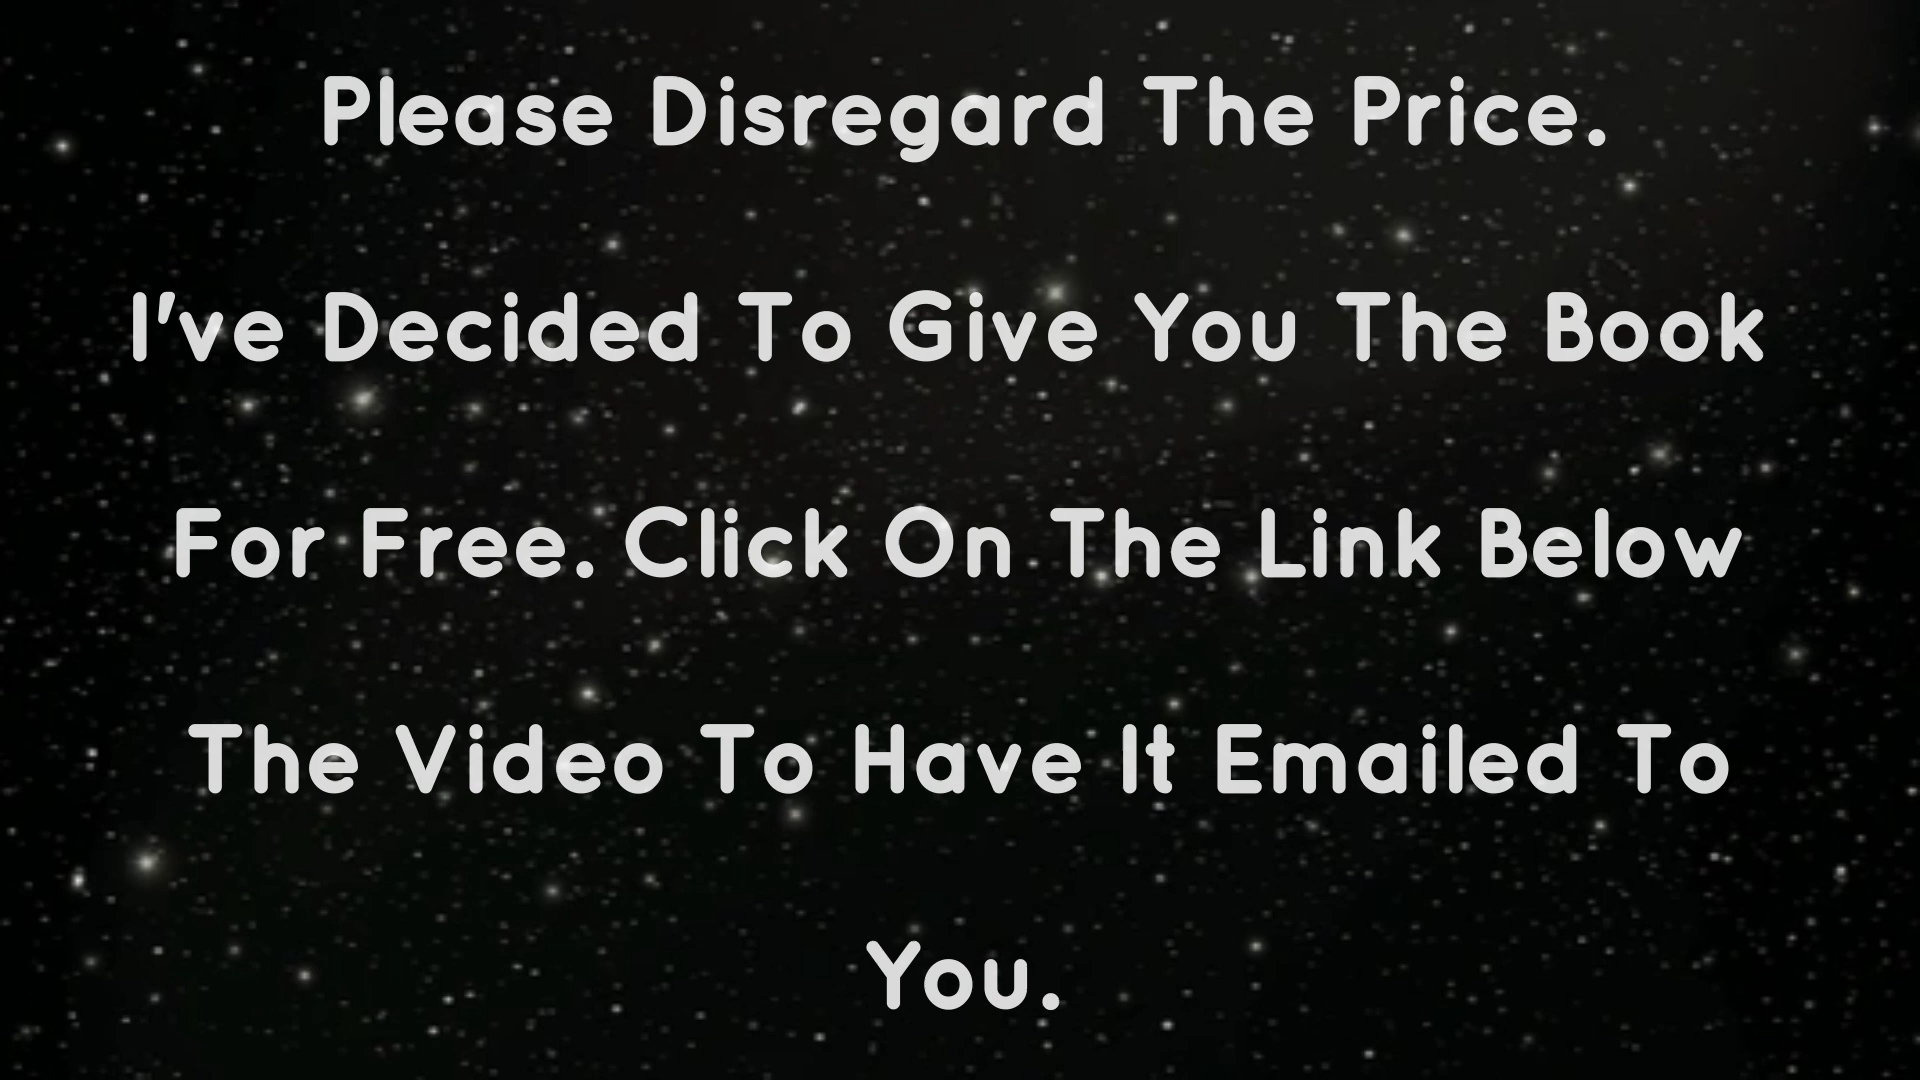 Please Disregard The Price.
I've Decided To Give You The Book
For Free. Click On The Link Below
The Video To Have It Emailed To
You.